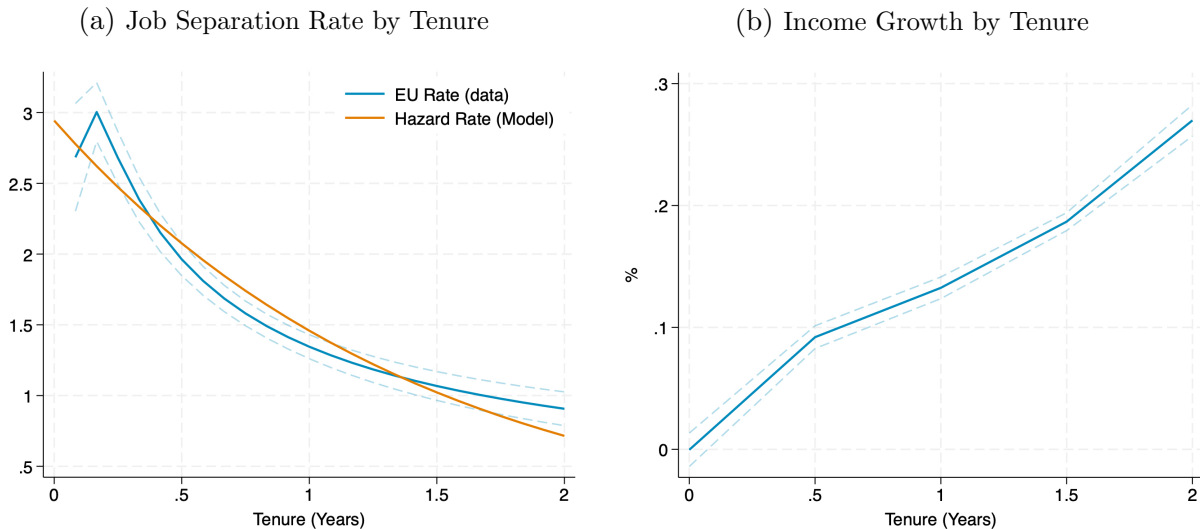 (a) Job Separation Rate by Tenure
EU Rate (data)
Hazard Rate (Model)
3
2.5
2
1.5
1
.5
0 .5 1 1.5 2
Tenure (Years)
(b) Income Growth by Tenure
%
.3
.2
.1
0
0 .5 1 1.5 2
Tenure (Years)